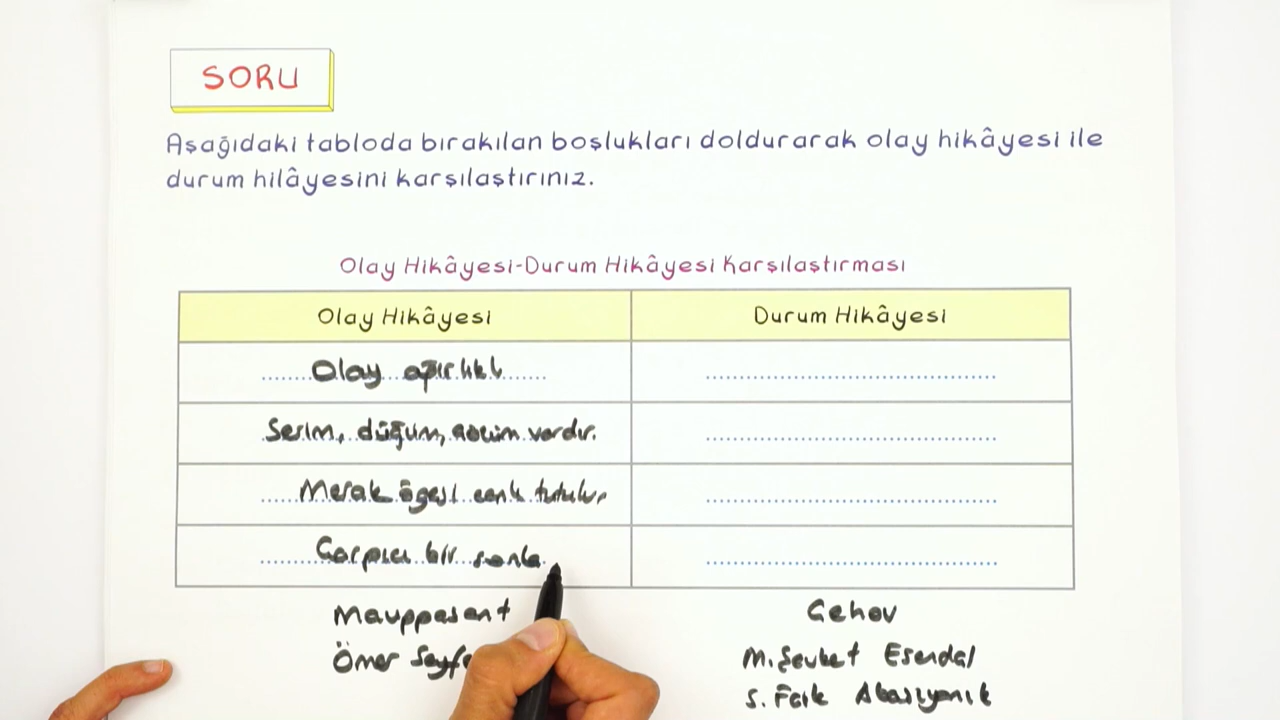 SORU
Aşağıdaki tabloda bırakılan boşlukları doldurarak olay hikâyesi ile
durum hilâyesini karşılaştırınız.
Olay Hikâyesi-Durum Hikâyesi Karşılaştırması
Olay Hikâyesi
Durum Hikâyesi
Olay ağırlıklı
Serim, düğüm, çözüm vardır.
Merak ögesi canlı tutulur.
Çarpıcı bir sonla
Mauppasant
Çehov
Ömer Seyfe
M. Şevket Esendal
S. Faik Abasıyanık